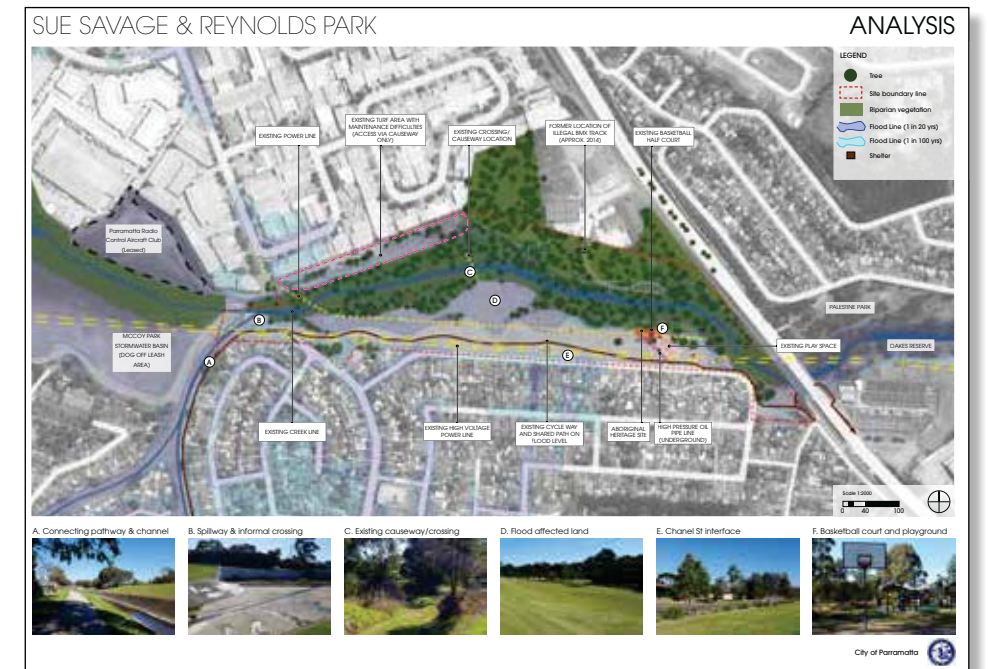 SUE SAVAGE & REYNOLDS PARK
ANALYSIS
LEGEND
Tree
Site boundary line
Riparian vegetation
Flood Line (1 in 20 yrs)
Flood Line (1 in 100 yrs)
Shelter
EXISTING POWER LINE
EXISTING TURF AREA WITH
MAINTENANCE DIFFICULTIES
(ACCESS VIA CAUSEWAY
ONLY)
EXISTING CROSSING/
CAUSEWAY LOCATION
FORMER LOCATION OF
ILLEGAL BMX TRACK
(APPROX. 2014)
EXISTING BASKETBALL
HALF COURT
Parramatta Radio
Control Aircraft Club
(Leased)
C
D
B
F
E
A
PALESTINE PARK
MCCOY PARK
STORMWATER BASIN
(DOG OFF LEASH
AREA)
EXISTING PLAY SPACE
OAKES RESERVE
EXISTING CREEK LINE
EXISTING HIGH VOLTAGE
POWER LINE
EXISTING CYCLE WAY
AND SHARED PATH ON
FLOOD LEVEL
ABORIGINAL
HERITAGE SITE
HIGH PRESSURE OIL
PIPE LINE
(UNDERGROUND)
Scale 1:2000
0 40 100
A. Connecting pathway & channel
B. Spillway & informal crossing
C. Existing causeway/crossing
D. Flood affected land
E. Chanel St interface
F. Basketball court and playground
City of Parramatta